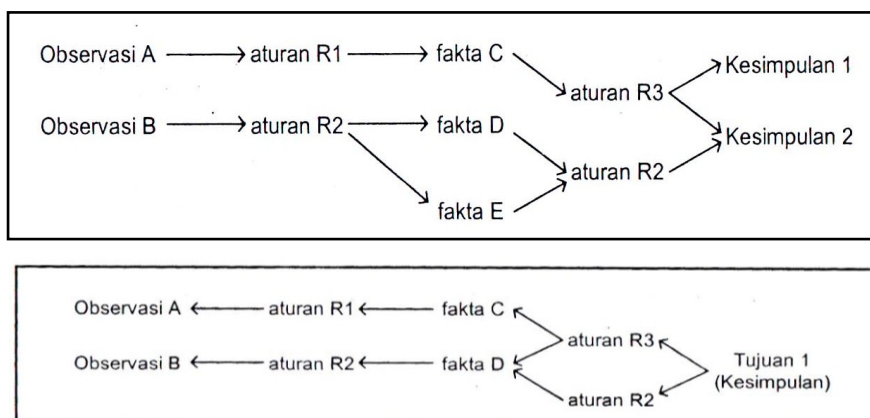 Observasi A aturan R1 fakta C
Kesimpulan 1
aturan R3
Observasi B aturan R2 fakta D
Kesimpulan 2
aturan R2
fakta E
Observasi A aturan R1 fakta C
aturan R3
Observasi B aturan R2 fakta D
Tujuan 1
(Kesimpulan)
aturan R2